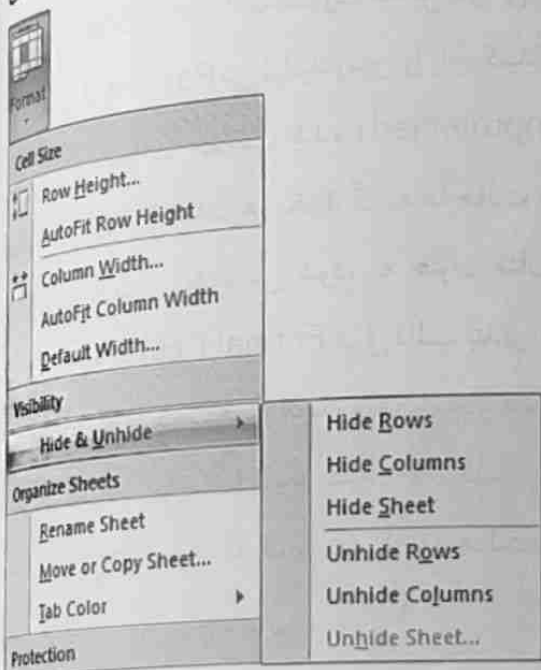 Format
Cell Size
Row Height...
AutoFit Row Height
Column Width...
AutoFit Column Width
Default Width...
Visibility
Hide & Unhide
Organize Sheets
Rename Sheet
Move or Copy Sheet...
Tab Color
Protection
Hide Rows
Hide Columns
Hide Sheet
Unhide Rows
Unhide Columns
Unhide Sheet...